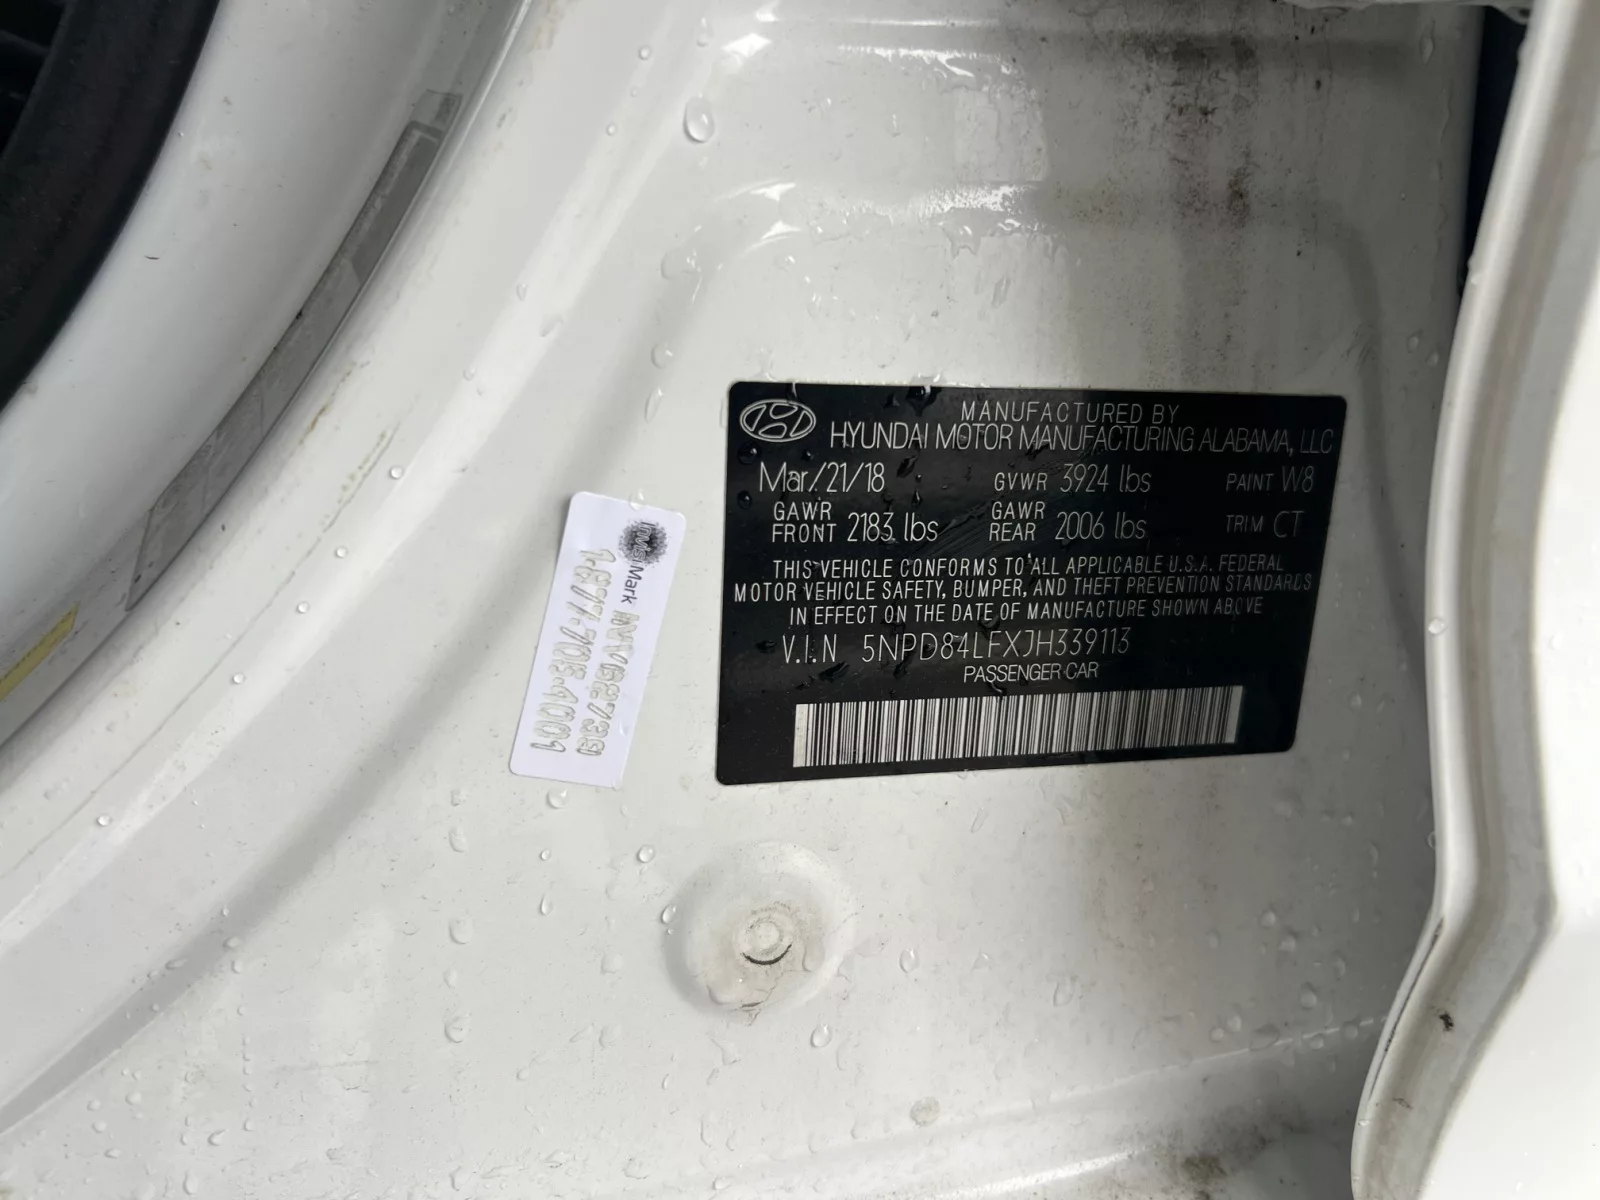 MANUFACTURED BY
HYUNDAI MOTOR MANUFACTURING ALABAMA, LLC
Mar/21/18 GVWR 3924 lbs PAINT W8
GAWR FRONT 2183 lbs GAWR REAR 2006 lbs TRIM CT
THIS VEHICLE CONFORMS TO ALL APPLICABLE U.S.A. FEDERAL
MOTOR VEHICLE SAFETY, BUMPER, AND THEFT PREVENTION STANDARDS
IN EFFECT ON THE DATE OF MANUFACTURE SHOWN ABOVE
V.I.N 5NPD84LFXJH339113
PASSENGER CAR
InvisiMark